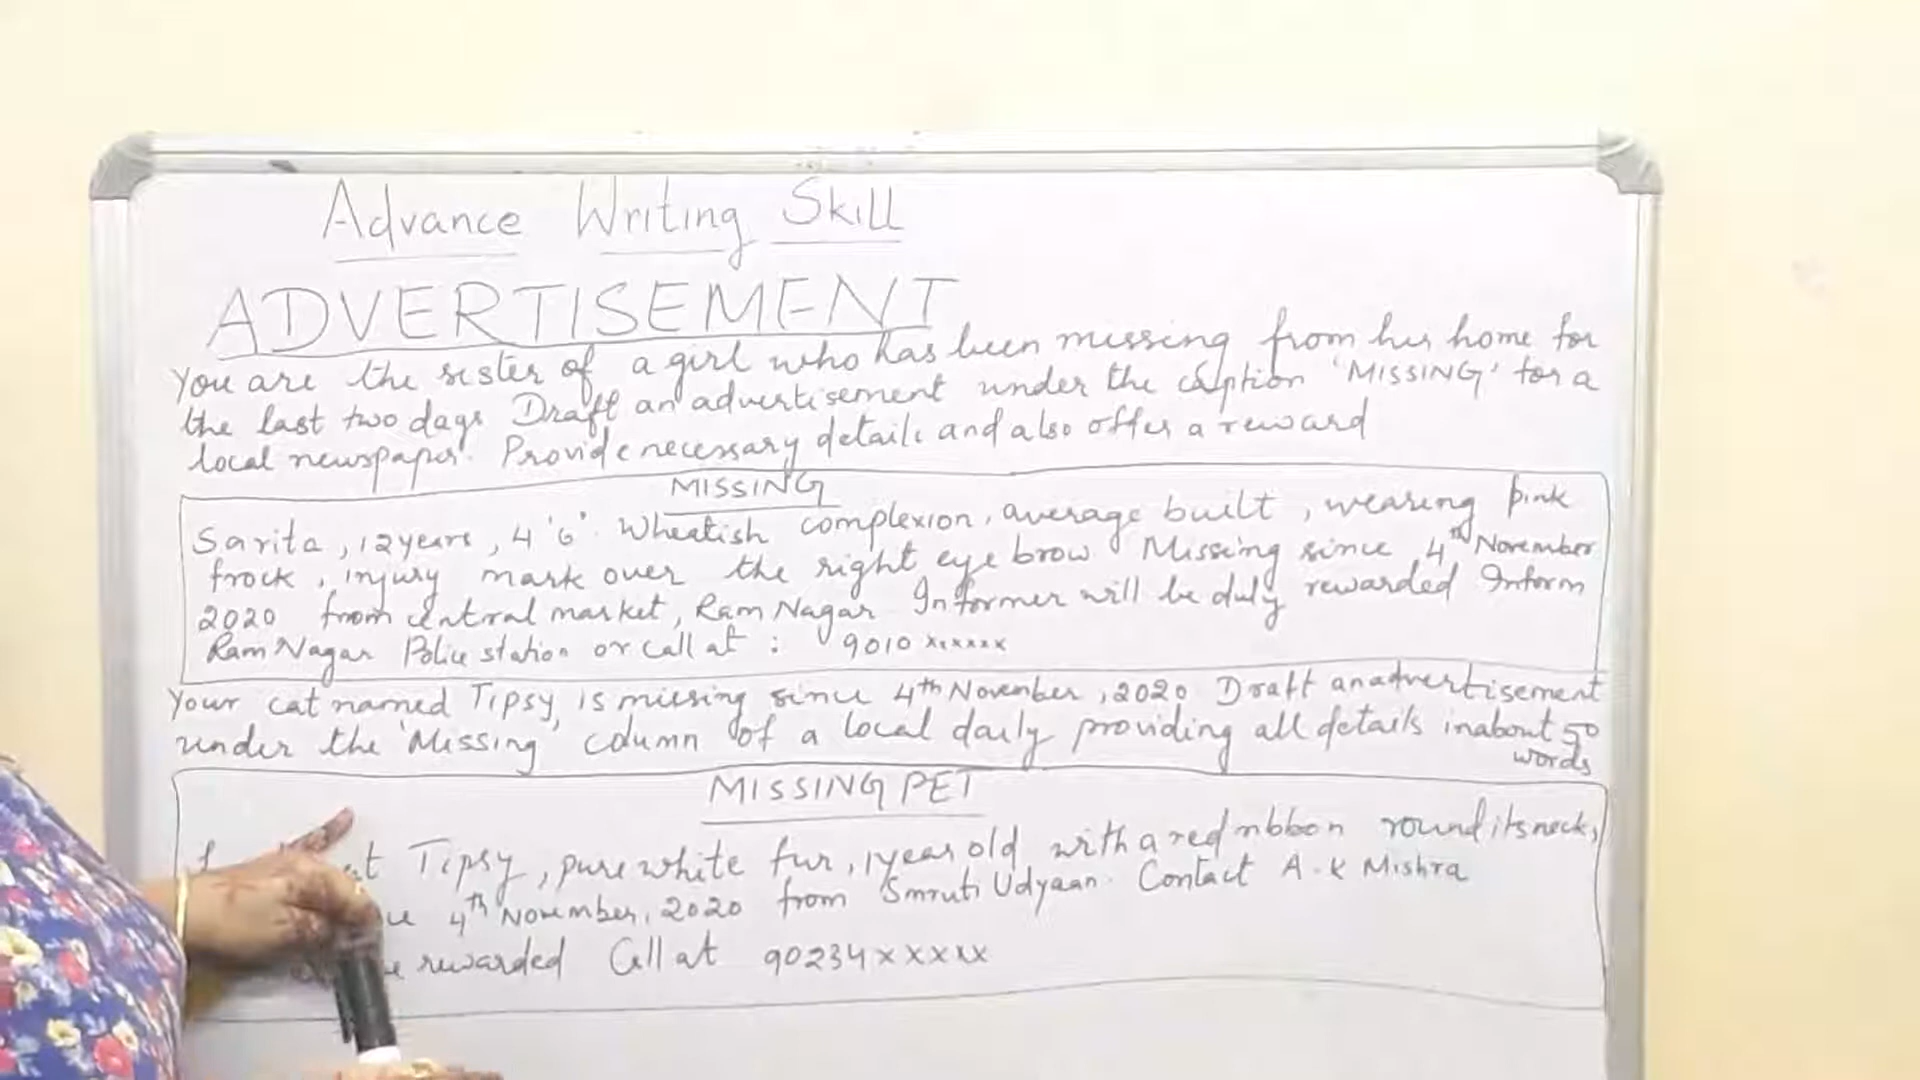 Advance Writing Skill
ADVERTISEMENT
You are the sister of a girl who has been missing from her home for
the last two days Draft an advertisement under the caption 'MISSING' for a
local newspaper. Provide necessary details and also offer a reward
MISSING
Sarita, 12 years, 4'6" Wheatish complexion, average built, wearing pink
frock, injury mark over the right eye brow Missing since 4th November
2020 from central market, Ram Nagar Informer will be duly rewarded Inform
Ram Nagar Police station or call at : 9010 xxxxxx
Your cat named Tipsy is missing since 4th November, 2020 Draft an advertisement
under the 'Missing' column of a local daily providing all details in about 50
words
MISSING PET
Tipsy, pure white fur, 1 year old with a red ribbon round its neck,
4th November, 2020 from Smruti Udyaan. Contact A.K Mishra
rewarded Call at 90234xxxxx